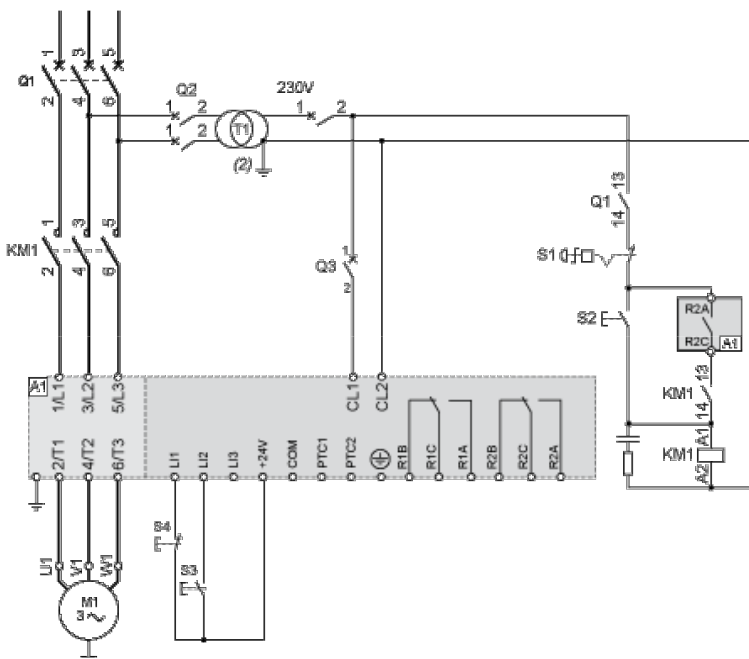 1 3 5
Q1
2 4 6
Q2
1 2
1 2
T1
(2)
230V
1 2
13
Q1
14
KM1
1 3 5
2 4 6
1
Q3
2
S1
S2
R2A
R2C
A1
13
KM1
14
A1
KM1
A2
A1
1/L1 3/L2 5/L3
CL1 CL2
2/T1 4/T2 6/T3
LI1 LI2 LI3 +24V COM PTC1 PTC2
R1B R1C R1A R2B R2C R2A
S4
S3
U1 V1 W1
M1
3